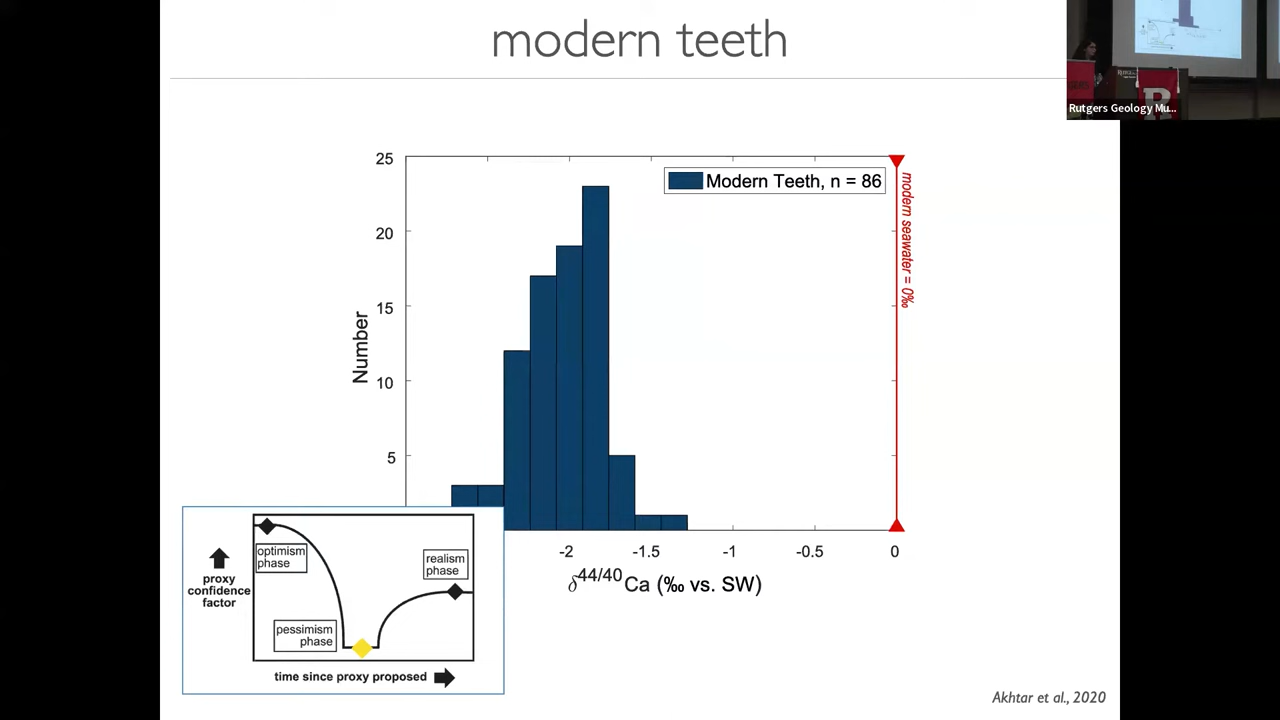 modern teeth
Rutgers Geology Mu...
25
20
15
10
5
Number
Modern Teeth, n = 86
modern seawater = 0‰
-2
-1.5
-1
-0.5
0
δ44/40Ca (‰ vs. SW)
optimism
phase
realism
phase
pessimism
phase
proxy
confidence
factor
time since proxy proposed
Akhtar et al., 2020